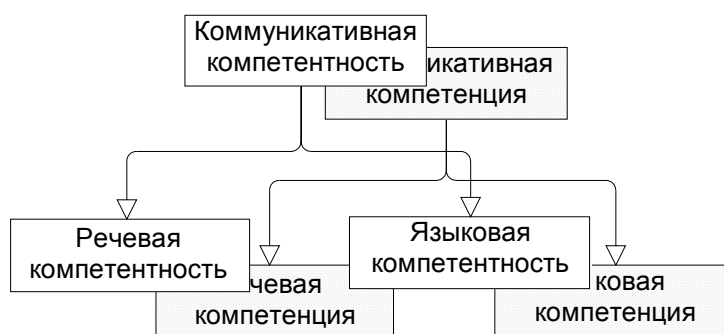 Коммуникативная
компетентность
икативная
компетенция
Речевая
компетентность
чевая
компетенция
Языковая
компетентность
ковая
компетенция